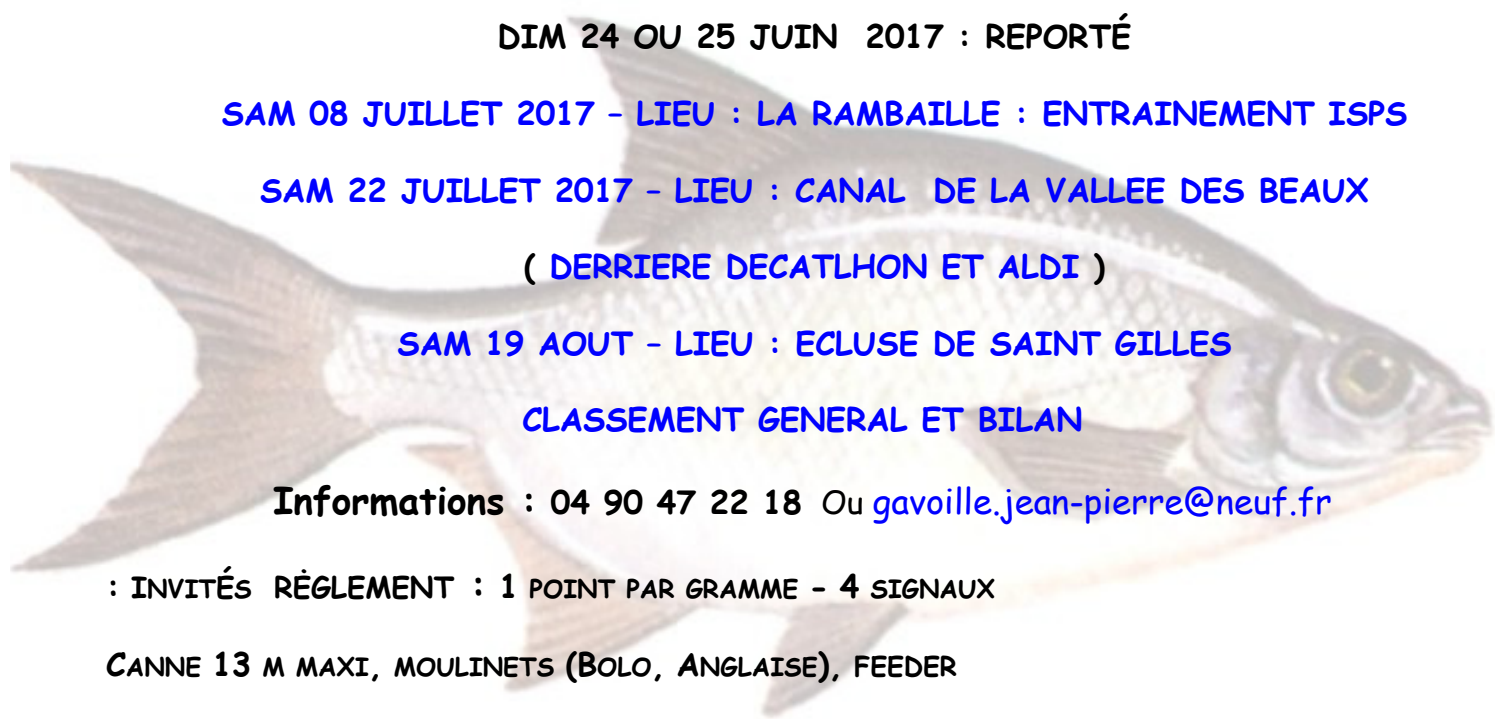 DIM 24 OU 25 JUIN  2017 : REPORTÉ
SAM 08 JUILLET 2017 – LIEU : LA RAMBAILLE : ENTRAINEMENT ISPS
SAM 22 JUILLET 2017 – LIEU : CANAL  DE LA VALLEE DES BEAUX
( DERRIERE DECATLHON ET ALDI )
SAM 19 AOUT – LIEU : ECLUSE DE SAINT GILLES
CLASSEMENT GENERAL ET BILAN
Informations : 04 90 47 22 18 Ou gavoille.jean-pierre@neuf.fr
: INVITÉS  RÈGLEMENT : 1 POINT PAR GRAMME - 4 SIGNAUX
CANNE 13 M MAXI, MOULINETS (BOLO, ANGLAISE), FEEDER